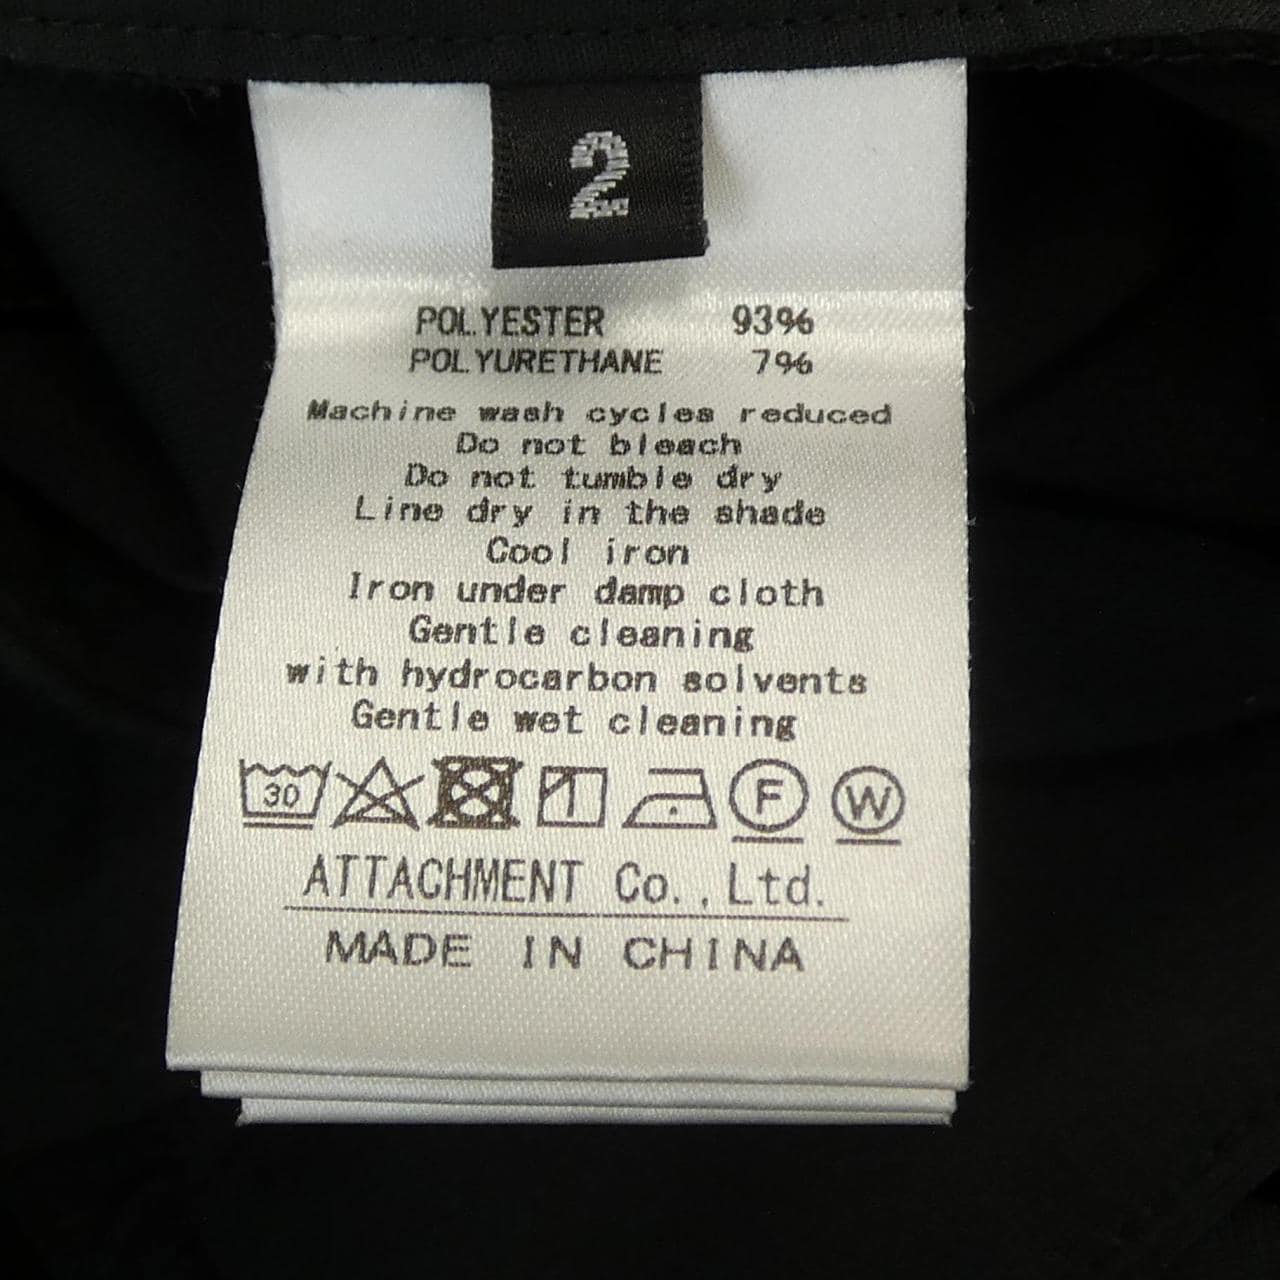 2
POLYESTER 93%
POLYURETHANE 7%
Machine wash cycles reduced
Do not bleach
Do not tumble dry
Line dry in the shade
Cool iron
Iron under damp cloth
Gentle cleaning
with hydrocarbon solvents
Gentle wet cleaning
30 F W
ATTACHMENT Co.,Ltd.
MADE IN CHINA